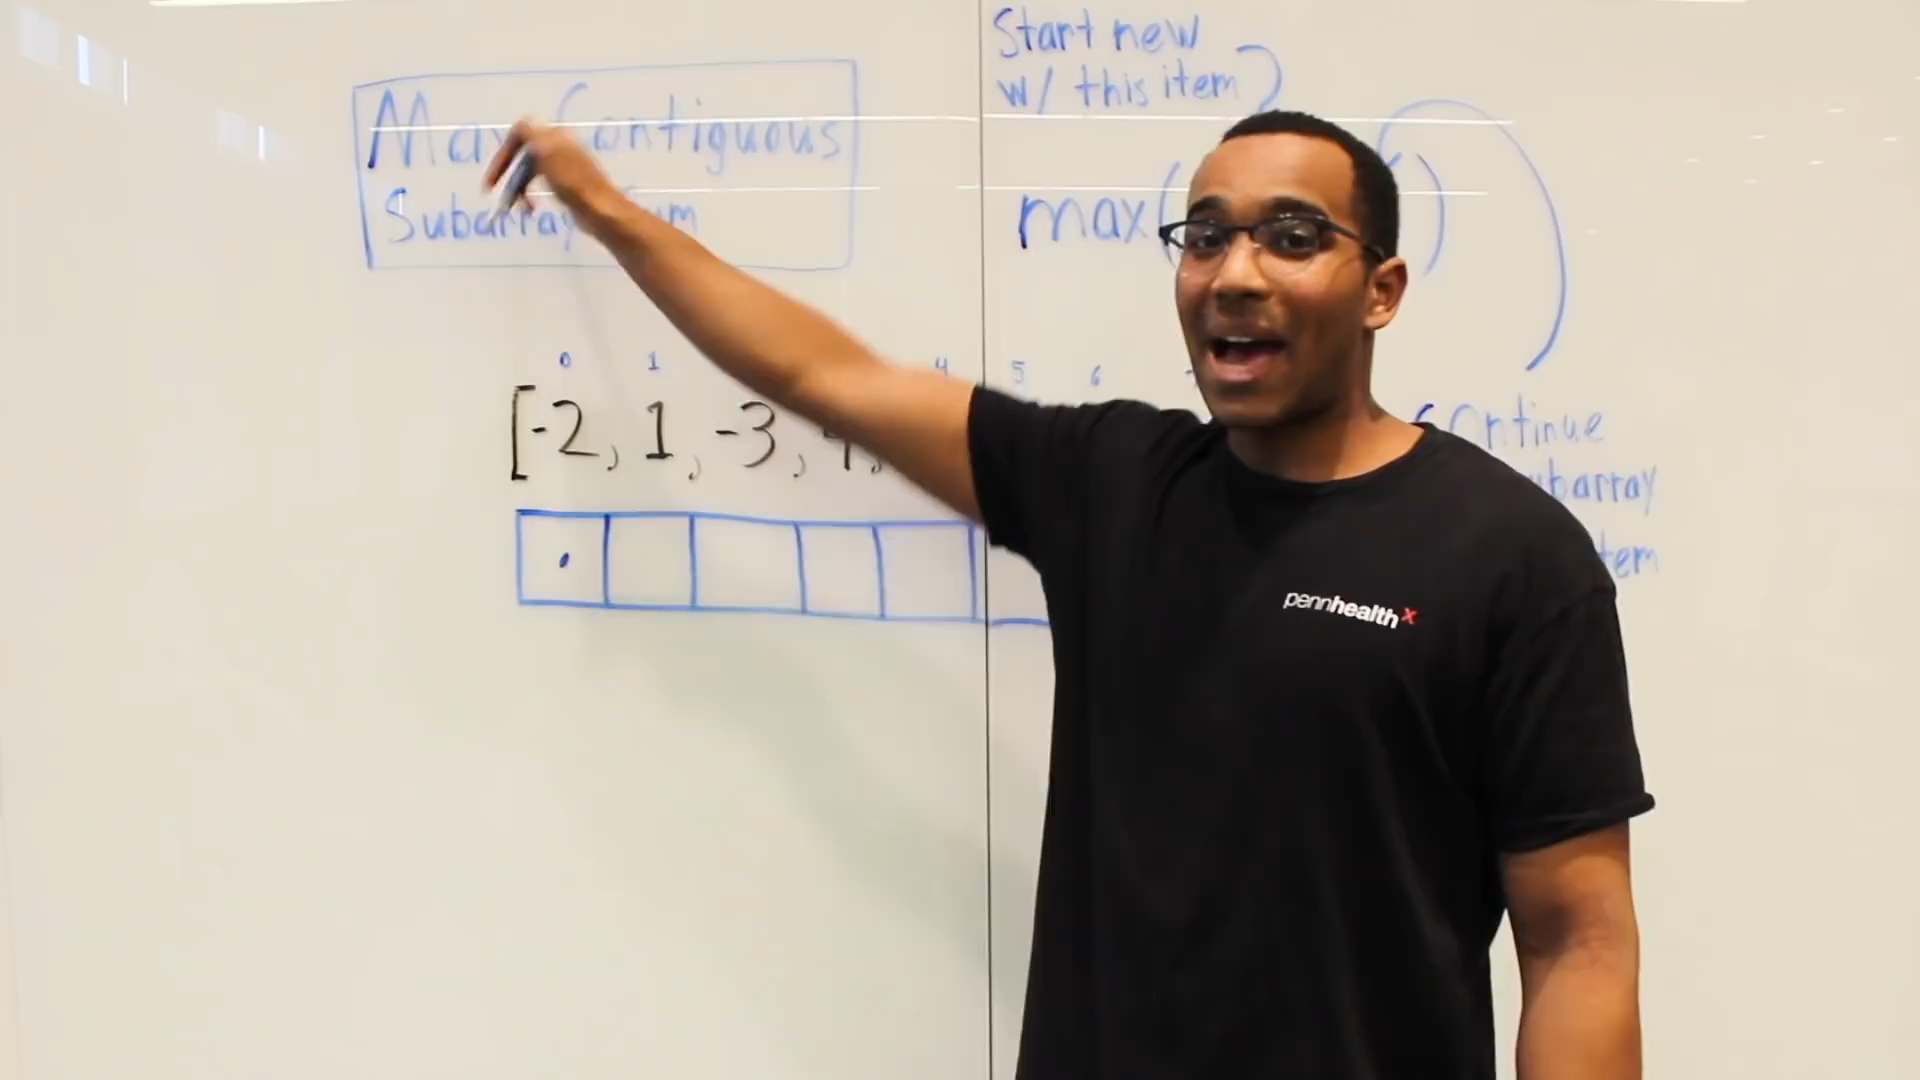 Start new
w/ this item
Max Contiguous
Subarray Sum
max( )
0 1 4 5 6
[-2, 1, -3, 4,
continue
subarray
item
pennhealthx